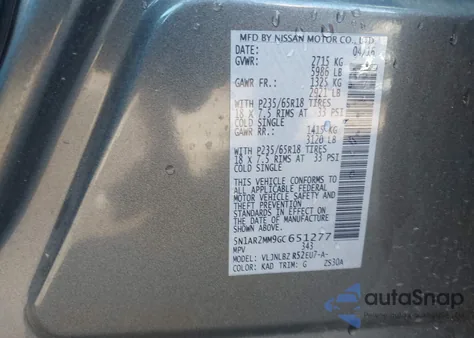 MFD BY NISSAN MOTOR CO., LTD.
DATE: 04/16
GVWR: 2715 KG
5986 LB
GAWR FR.: 1325 KG
2921 LB
WITH P235/65R18 TIRES
18 X 7.5 RIMS AT 33 PSI
COLD SINGLE
GAWR RR.: 1415 KG
3120 LB
WITH P235/65R18 TIRES
18 X 7.5 RIMS AT 33 PSI
COLD SINGLE
THIS VEHICLE CONFORMS TO
ALL APPLICABLE FEDERAL
MOTOR VEHICLE SAFETY AND
THEFT PREVENTION
STANDARDS IN EFFECT ON
THE DATE OF MANUFACTURE
SHOWN ABOVE.
5N1AR2MM9GC651277
MPV 343
MODEL: VLJNLBZ R52EU7-A-
COLOR: KAD TRIM: G ZS30A
autoSnap